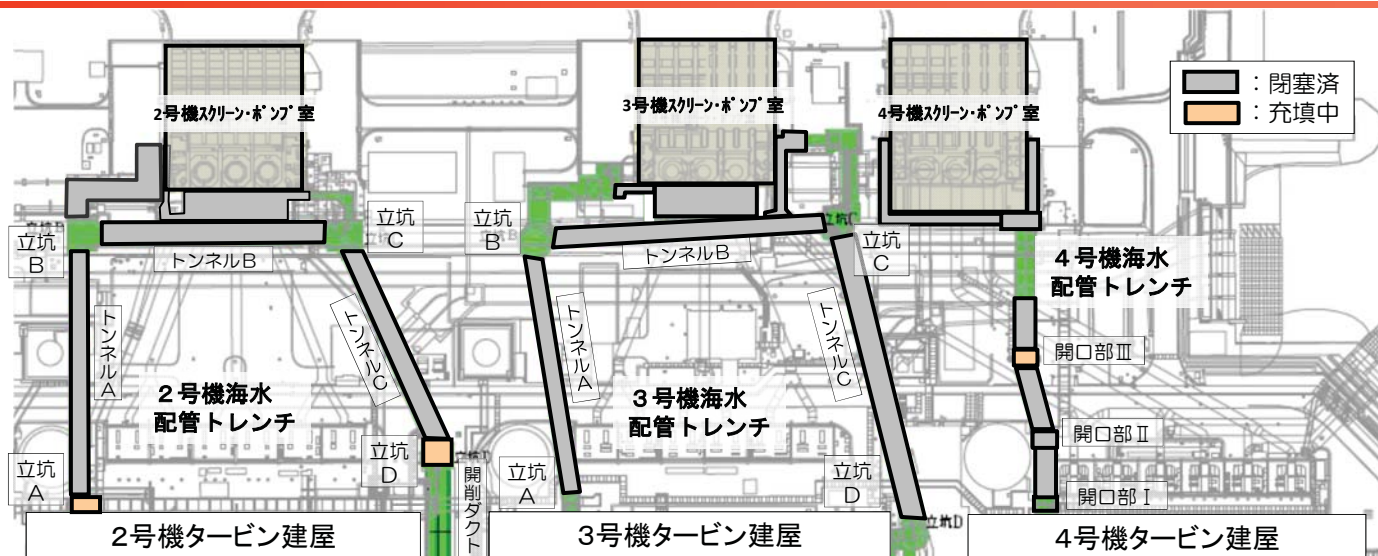 2号機スクリーン・ポンプ室
3号機スクリーン・ポンプ室
4号機スクリーン・ポンプ室
：閉塞済
：充填中
立坑
B
トンネルB
立坑
C
トンネルA
トンネルC
2号機海水
配管トレンチ
立坑
A
立坑
D
開削ダクト
2号機タービン建屋
立坑
B
トンネルB
立坑C
立坑
C
トンネルA
トンネルC
3号機海水
配管トレンチ
立坑
A
立坑
D
立坑D
3号機タービン建屋
4号機海水
配管トレンチ
開口部Ⅲ
開口部Ⅱ
開口部Ⅰ
4号機タービン建屋